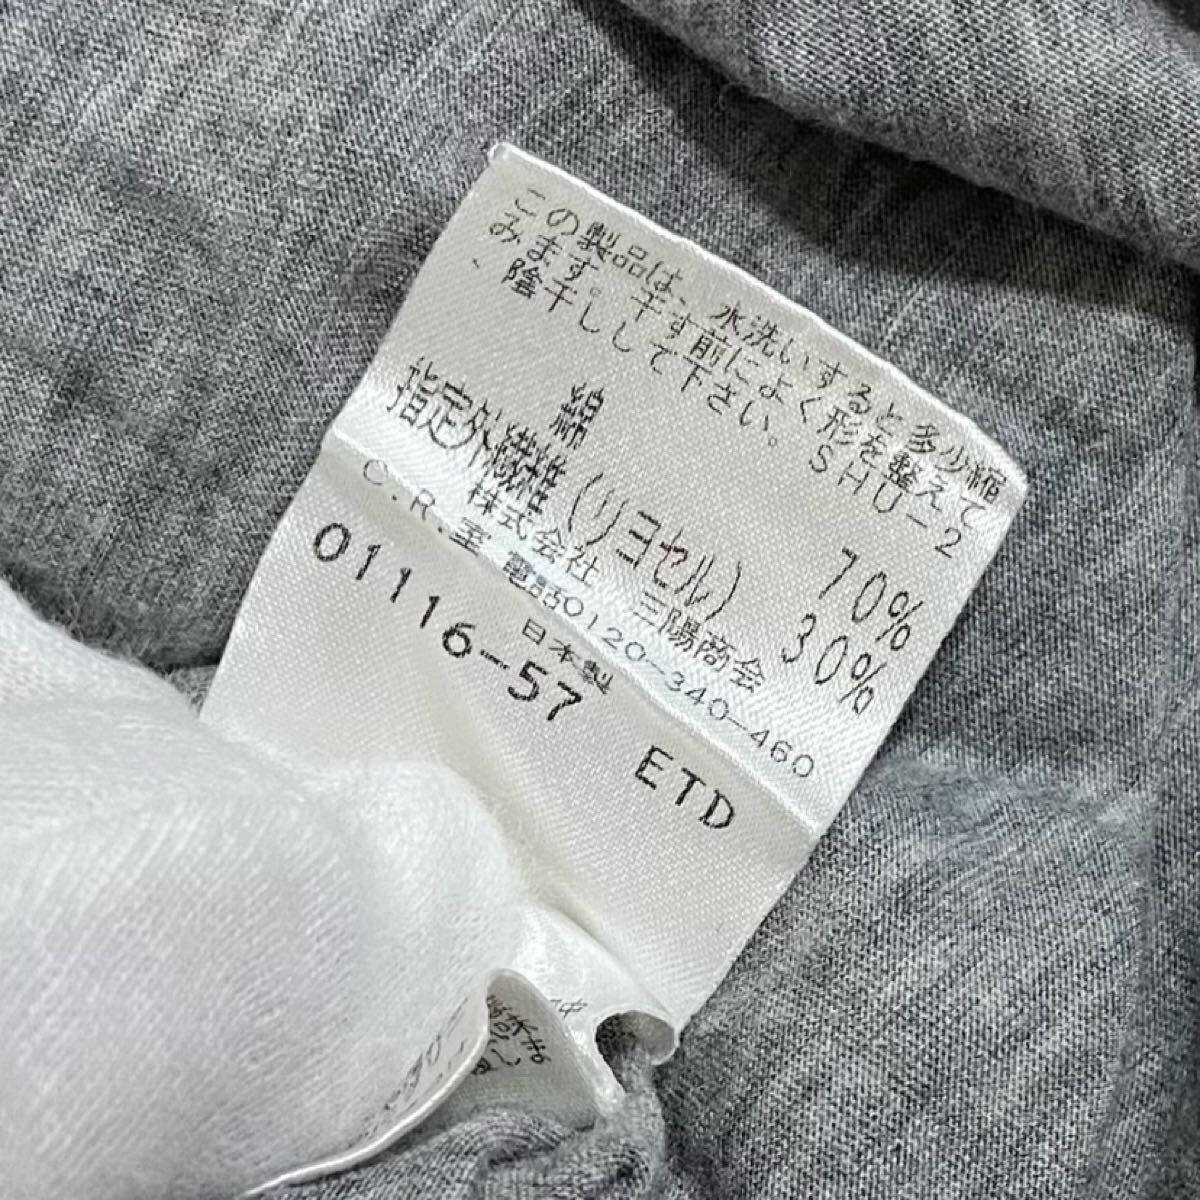 この製品は、水洗いすると多少縮
みます。干す前によく形を整えて
、陰干しして下さい。 SHU-2
綿 70%
指定外繊維(リヨセル) 30%
株式会社 三陽商会
C.R.室 電話0120-340-460
日本製
01116-57 ETD